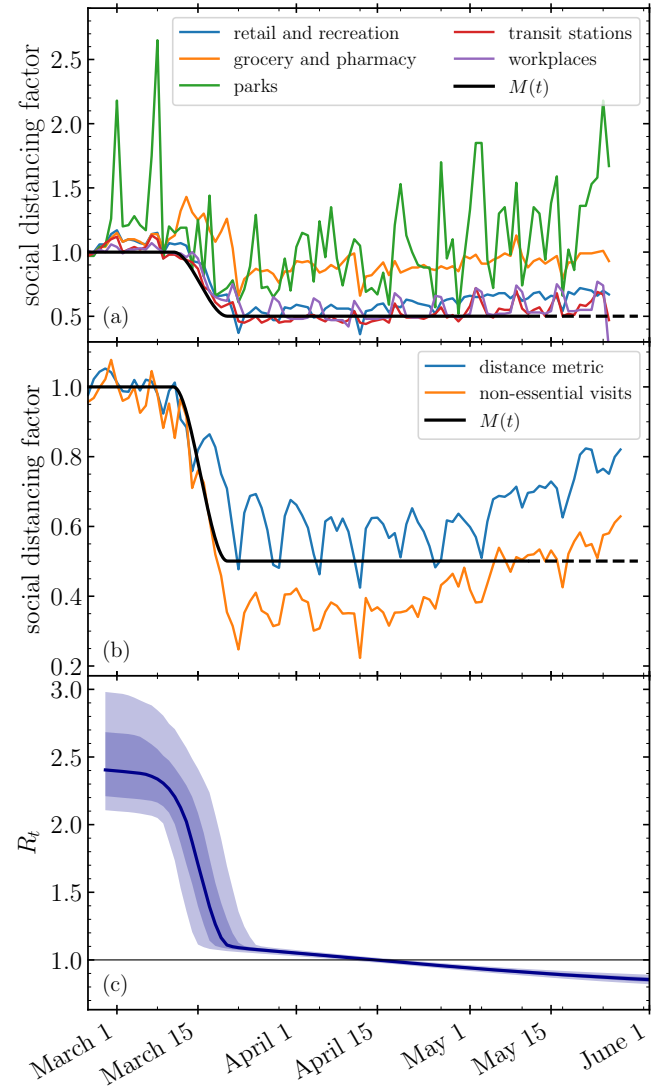 social distancing factor
2.5
2.0
1.5
1.0
0.5
retail and recreation
grocery and pharmacy
parks
transit stations
workplaces
M(t)
(a)
social distancing factor
1.0
0.8
0.6
0.4
0.2
distance metric
non-essential visits
M(t)
(b)
R_t
3.0
2.5
2.0
1.5
1.0
(c)
March 1
March 15
April 1
April 15
May 1
May 15
June 1